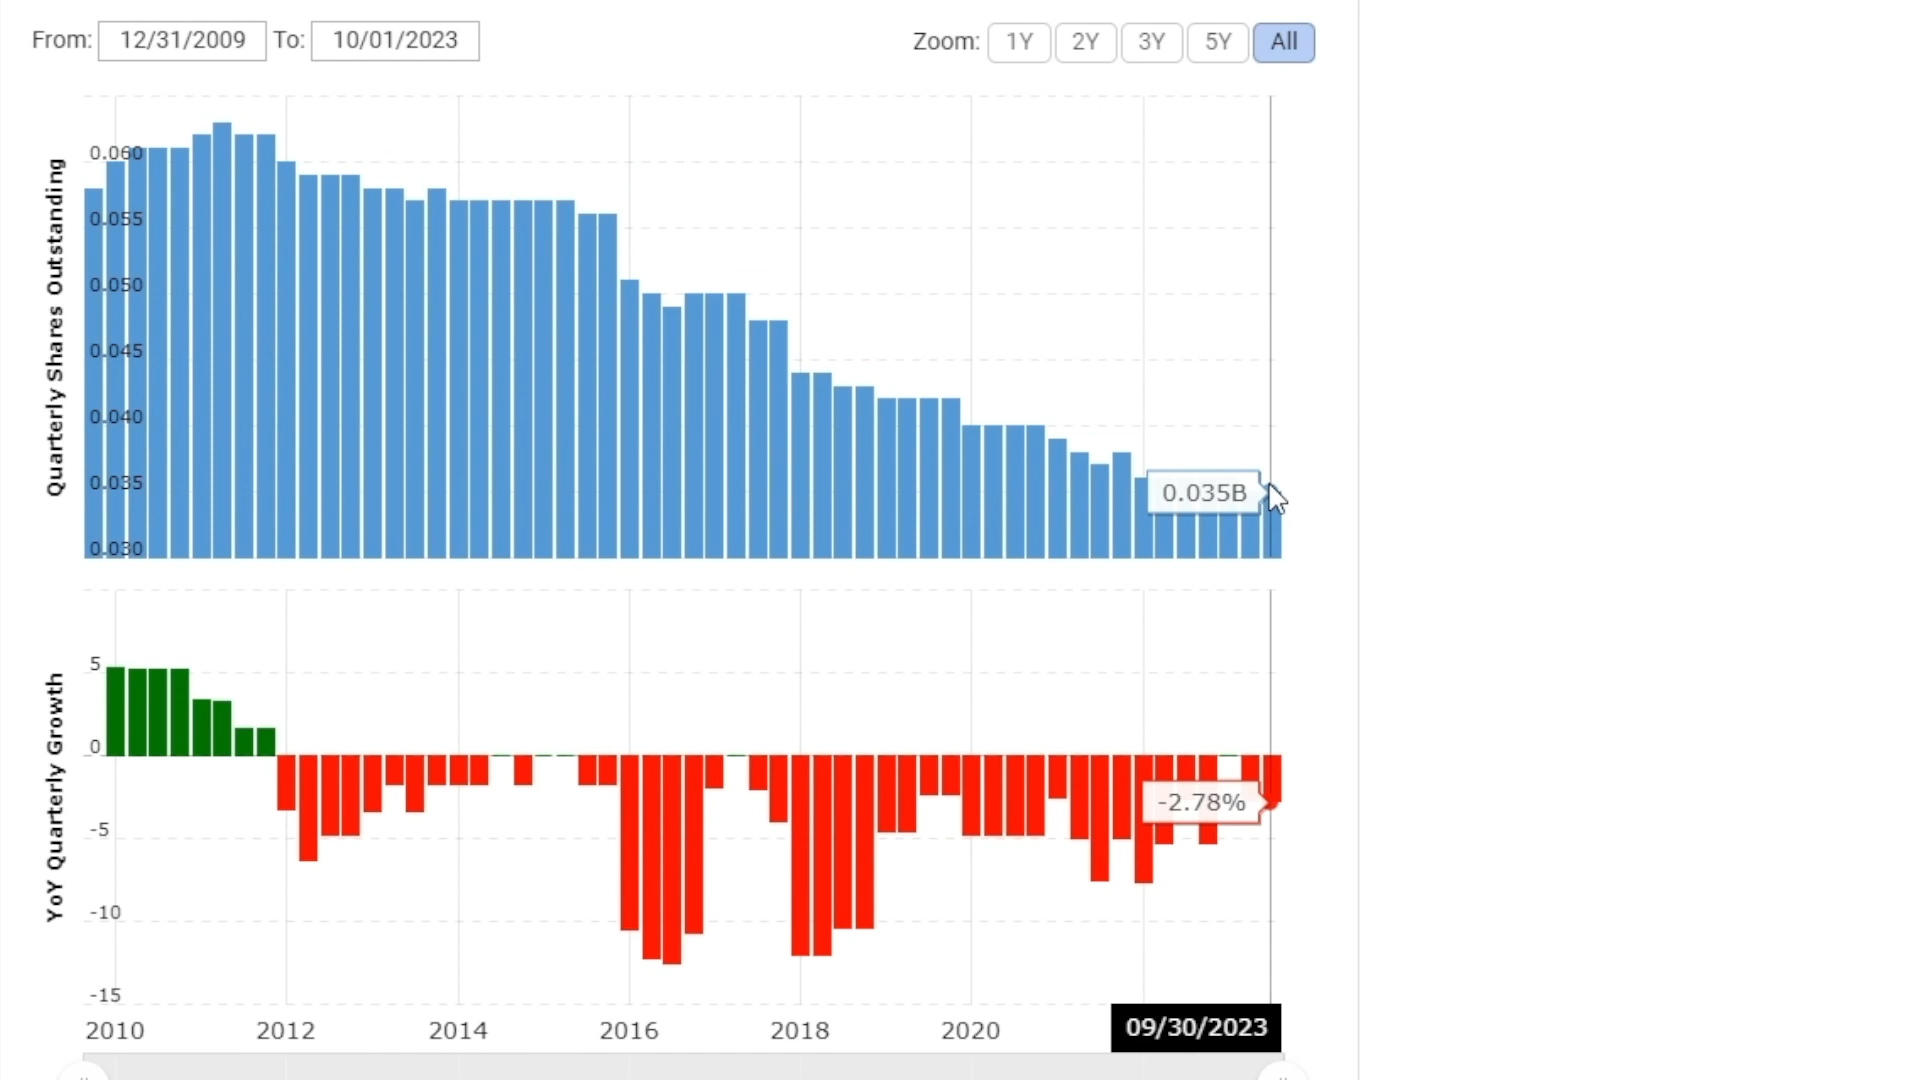 From: 12/31/2009 To: 10/01/2023
Zoom: 1Y 2Y 3Y 5Y All
Quarterly Shares Outstanding
0.060
0.055
0.050
0.045
0.040
0.035
0.030
0.035B
YoY Quarterly Growth
5
0
-5
-10
-15
-2.78%
2010 2012 2014 2016 2018 2020 09/30/2023